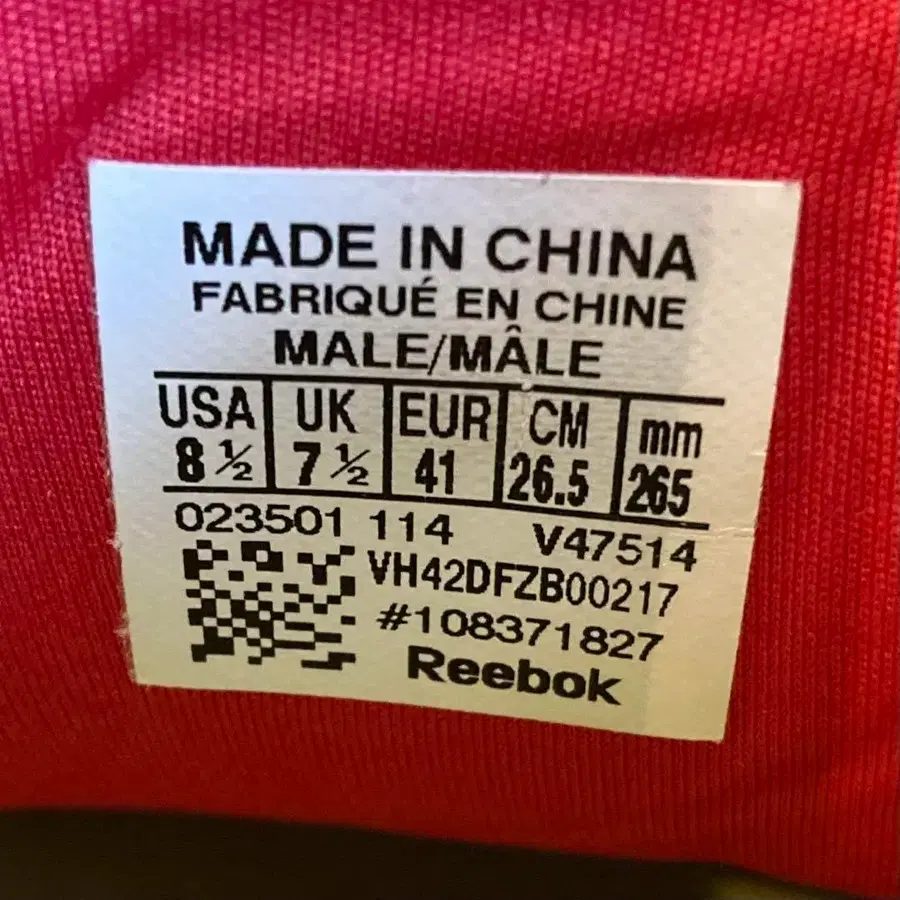 MADE IN CHINA
FABRIQUÉ EN CHINE
MALE/MÂLE
USA UK EUR CM mm
8 ½ 7 ½ 41 26.5 265
023501 114 V47514
VH42DFZB00217
#108371827
Reebok